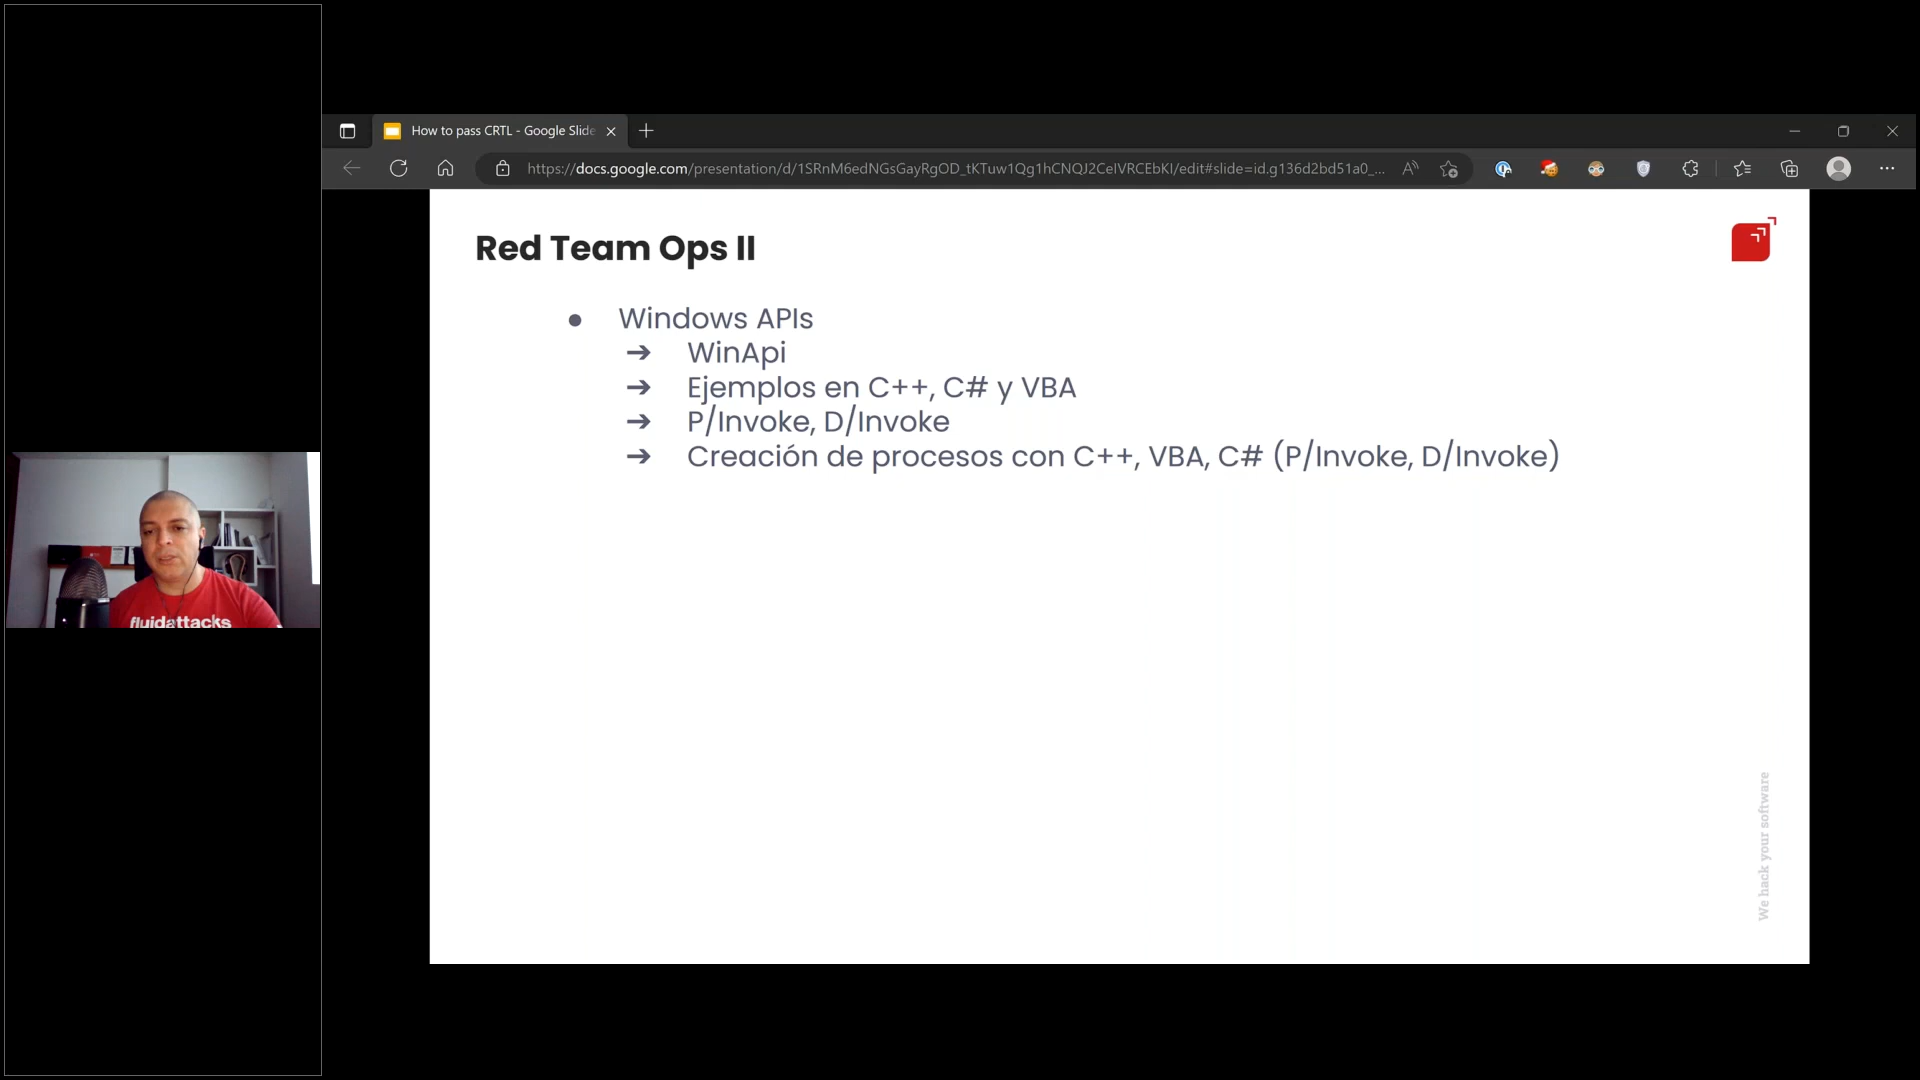 How to pass CRTL - Google Slide
https://docs.google.com/presentation/d/1SRnM6edNGsGayRgOD_tKTuw1Qg1hCNQJ2CeIVRCEbKI/edit#slide=id.g136d2bd51a0_...
Red Team Ops II
● Windows APIs
➔ WinApi
➔ Ejemplos en C++, C# y VBA
➔ P/Invoke, D/Invoke
➔ Creación de procesos con C++, VBA, C# (P/Invoke, D/Invoke)
fluidattacks
We hack your software